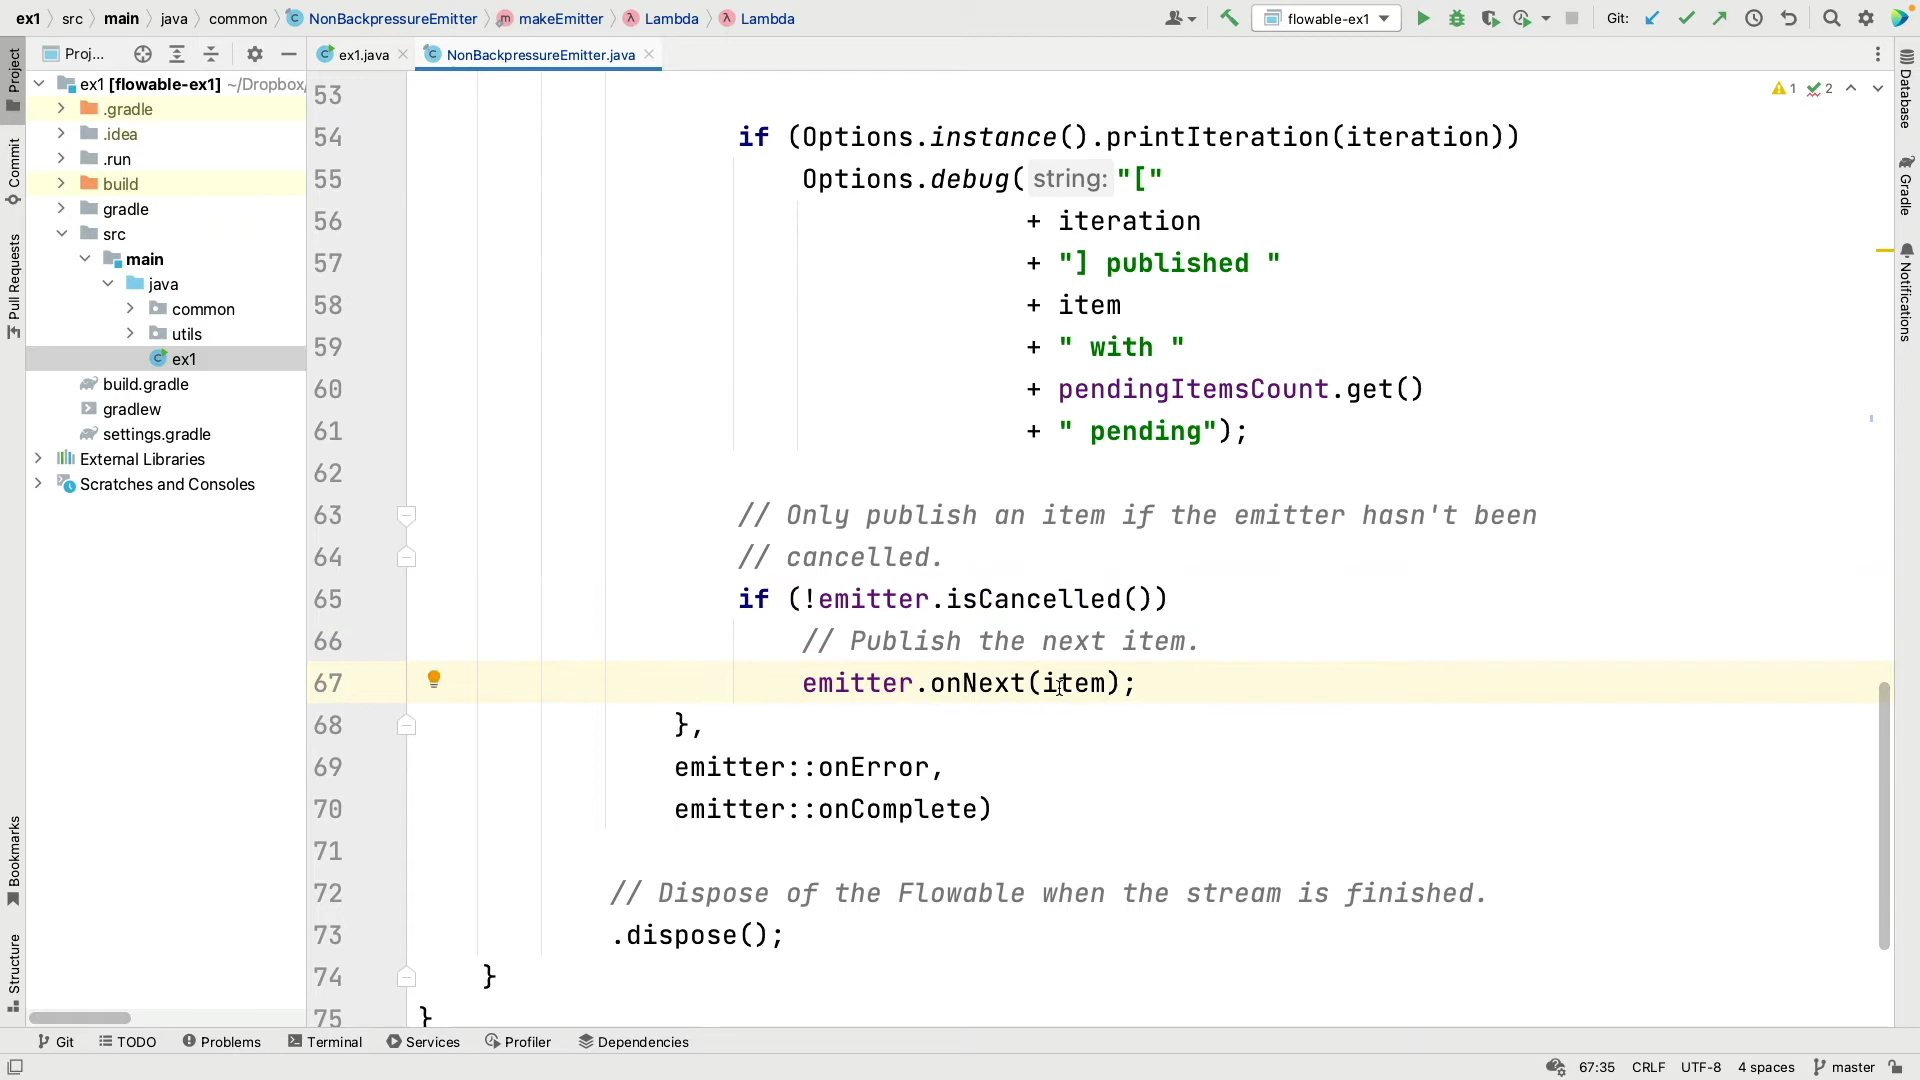 ex1 src main java common NonBackpressureEmitter makeEmitter Lambda Lambda flowable-ex1 Git:
Proj... ex1.java NonBackpressureEmitter.java
Project
Commit
Pull Requests
Bookmarks
Structure
ex1 [flowable-ex1] ~/Dropbox/
.gradle
.idea
.run
build
gradle
src
main
java
common
utils
ex1
build.gradle
gradlew
settings.gradle
External Libraries
Scratches and Consoles
1 2
53
54 if (Options.instance().printIteration(iteration))
55 Options.debug( string: "["
56 + iteration
57 + "] published "
58 + item
59 + " with "
60 + pendingItemsCount.get()
61 + " pending");
62
63 // Only publish an item if the emitter hasn't been
64 // cancelled.
65 if (!emitter.isCancelled())
66 // Publish the next item.
67 emitter.onNext(item);
68 },
69 emitter::onError,
70 emitter::onComplete)
71
72 // Dispose of the Flowable when the stream is finished.
73 .dispose();
74 }
75 }
Database
Gradle
Notifications
Git TODO Problems Terminal Services Profiler Dependencies
67:35 CRLF UTF-8 4 spaces master